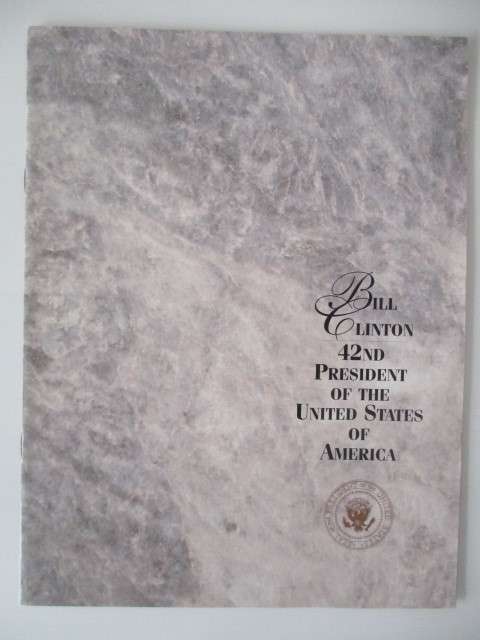 Bill
Clinton
42nd
President
of the
United States
of
America